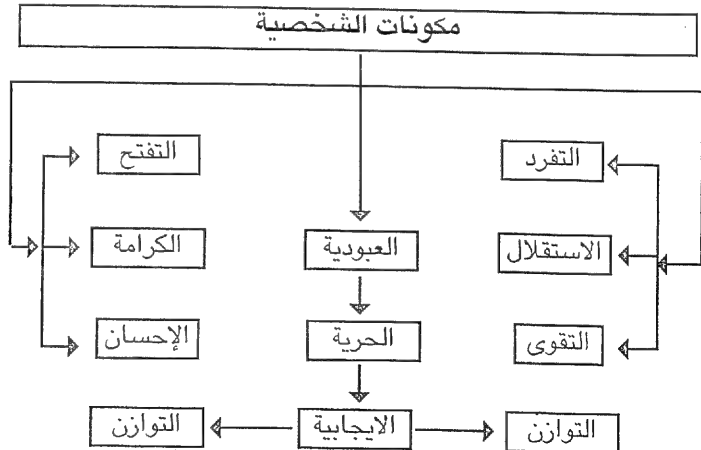 مكونات الشخصية
التفرد
التفتح
الاستقلال
العبودية
الكرامة
التقوى
الحرية
الإحسان
التوازن
الايجابية
التوازن